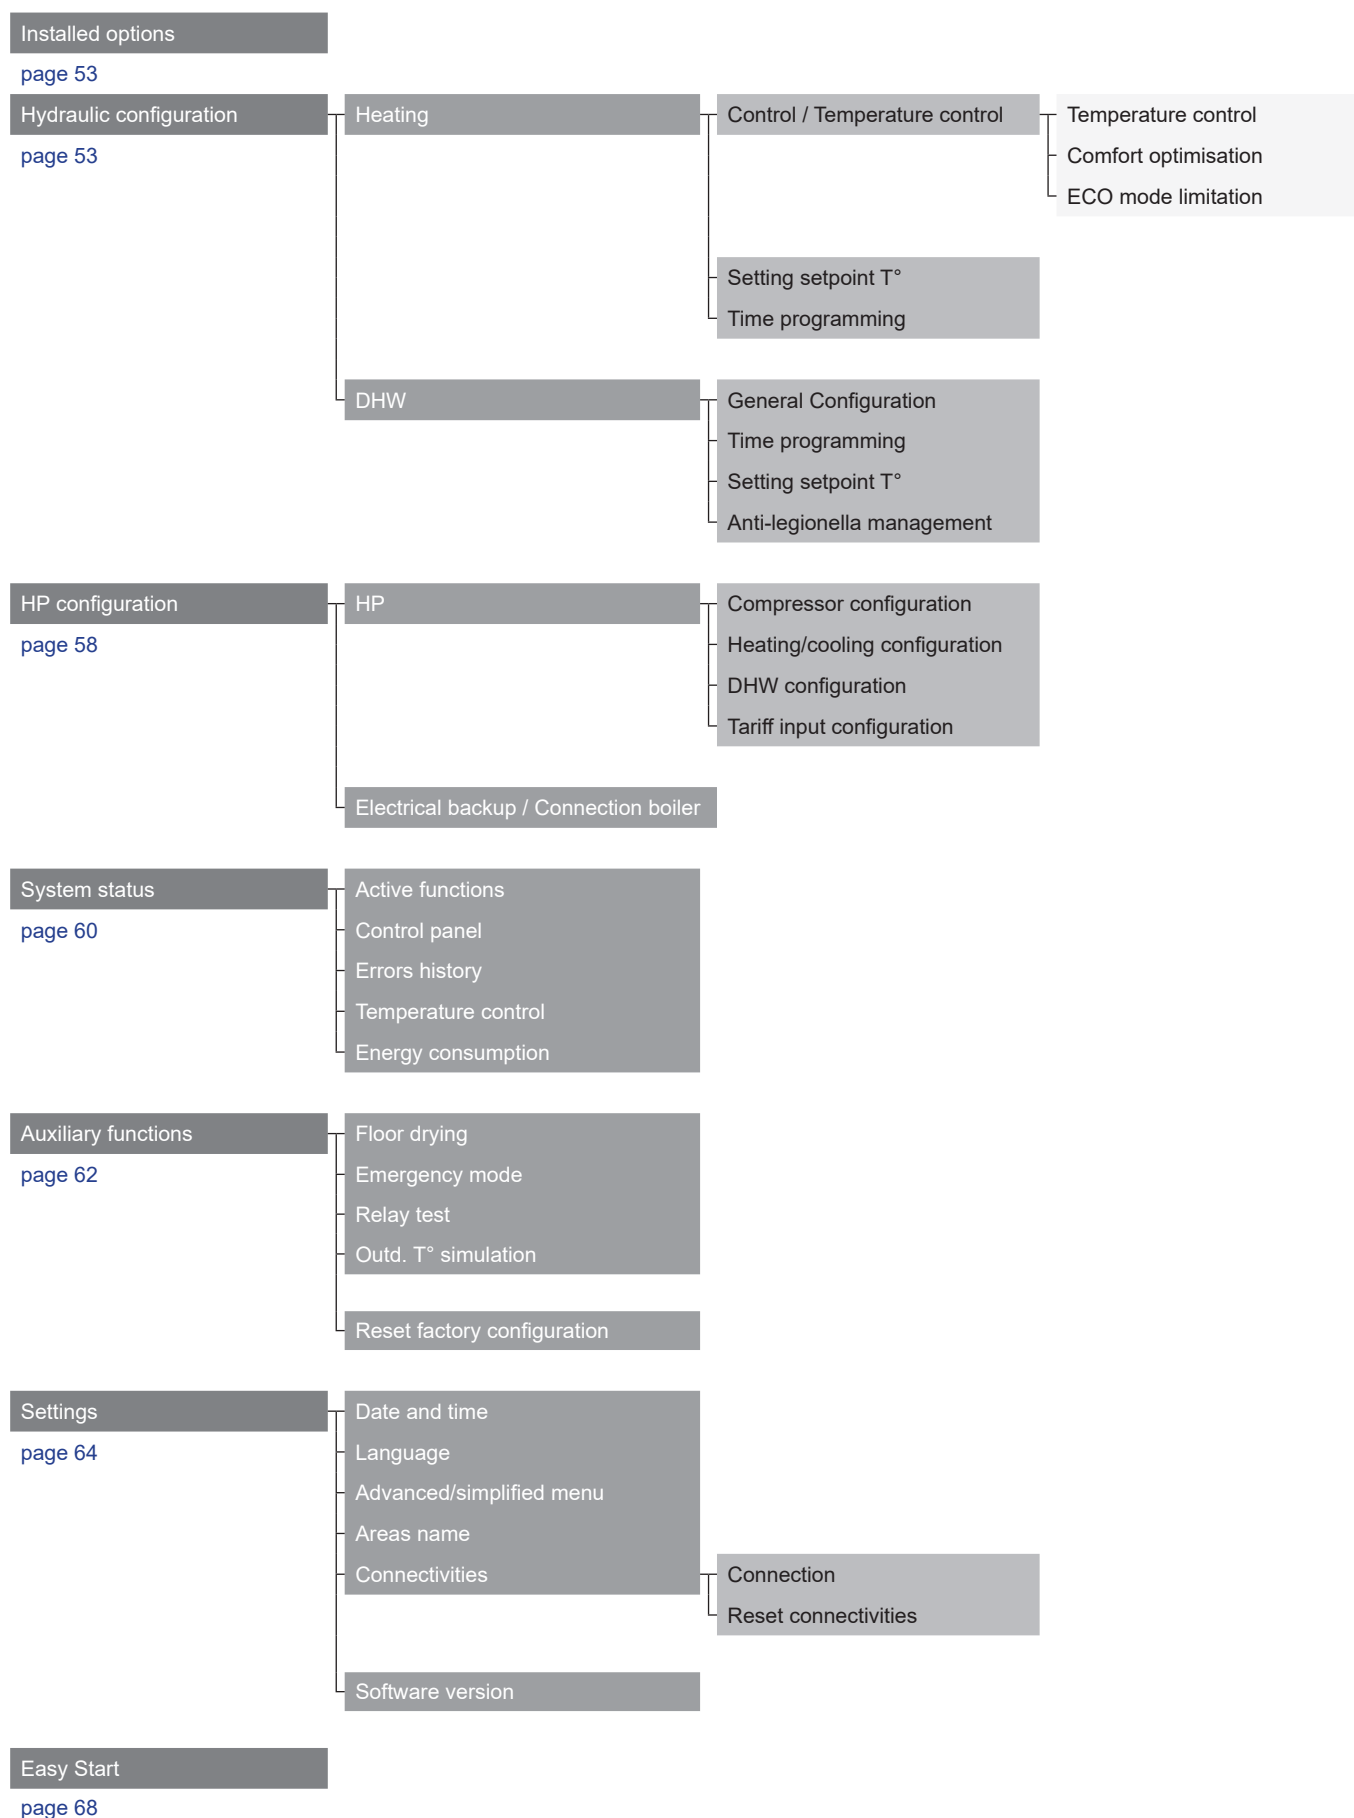 Installed options
page 53
Hydraulic configuration
Heating
Control / Temperature control
Temperature control
page 53
Comfort optimisation
ECO mode limitation
Setting setpoint T°
Time programming
DHW
General Configuration
Time programming
Setting setpoint T°
Anti-legionella management
HP configuration
HP
Compressor configuration
page 58
Heating/cooling configuration
DHW configuration
Tariff input configuration
Electrical backup / Connection boiler
System status
Active functions
page 60
Control panel
Errors history
Temperature control
Energy consumption
Auxiliary functions
Floor drying
page 62
Emergency mode
Relay test
Outd. T° simulation
Reset factory configuration
Settings
Date and time
page 64
Language
Advanced/simplified menu
Areas name
Connectivities
Connection
Reset connectivities
Software version
Easy Start
page 68